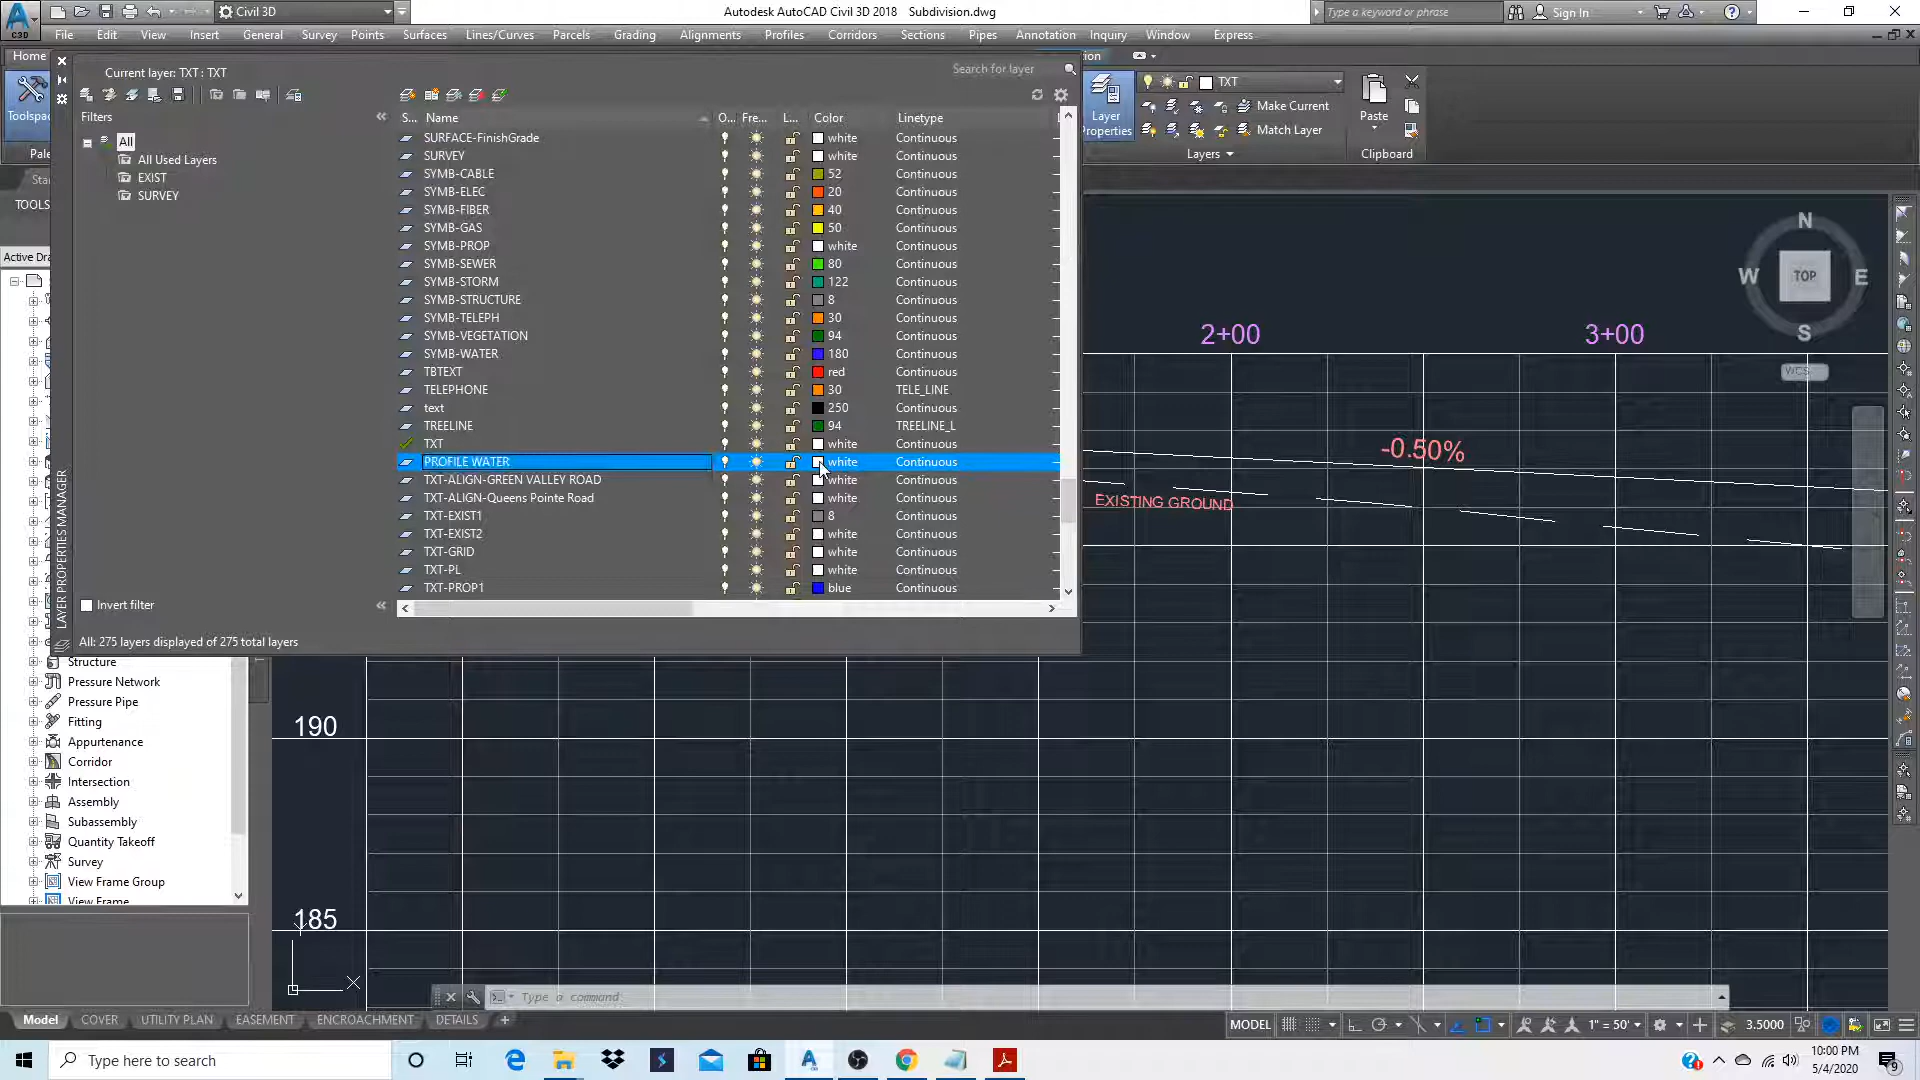 C3D
Civil 3D
Autodesk AutoCAD Civil 3D 2018 Subdivision.dwg
Type a keyword or phrase
Sign In
File Edit View Insert General Survey Points Surfaces Lines/Curves Parcels Grading Alignments Profiles Corridors Sections Pipes Annotation Inquiry Window Express
Home
Current layer: TXT : TXT
Search for layer
Filters
All
All Used Layers
EXIST
SURVEY
S... Name O... Fre... L... Color Linetype
SURFACE-FinishGrade white Continuous
SURVEY white Continuous
SYMB-CABLE 52 Continuous
SYMB-ELEC 20 Continuous
SYMB-FIBER 40 Continuous
SYMB-GAS 50 Continuous
SYMB-PROP white Continuous
SYMB-SEWER 80 Continuous
SYMB-STORM 122 Continuous
SYMB-STRUCTURE 8 Continuous
SYMB-TELEPH 30 Continuous
SYMB-VEGETATION 94 Continuous
SYMB-WATER 180 Continuous
TBTEXT red Continuous
TELEPHONE 30 TELE_LINE
text 250 Continuous
TREELINE 94 TREELINE_L
TXT white Continuous
PROFILE WATER white Continuous
TXT-ALIGN-GREEN VALLEY ROAD white Continuous
TXT-ALIGN-Queens Pointe Road white Continuous
TXT-EXIST1 8 Continuous
TXT-EXIST2 white Continuous
TXT-GRID white Continuous
TXT-PL white Continuous
TXT-PROP1 blue Continuous
Invert filter
All: 275 layers displayed of 275 total layers
LAYER PROPERTIES MANAGER
Toolspac
Pale
Sta
TOOLS
Active Dra
tion
Layer
Properties
TXT
Make Current
Match Layer
Layers
Paste
Clipboard
N
W TOP E
S
WCS
2+00 3+00
-0.50%
EXISTING GROUND
190
185
Structure
Pressure Network
Pressure Pipe
Fitting
Appurtenance
Corridor
Intersection
Assembly
Subassembly
Quantity Takeoff
Survey
View Frame Group
View Frame
Type a command
Model COVER UTILITY PLAN EASEMENT ENCROACHMENT DETAILS
MODEL 1" = 50' 3.5000
Type here to search
10:00 PM
5/4/2020
9